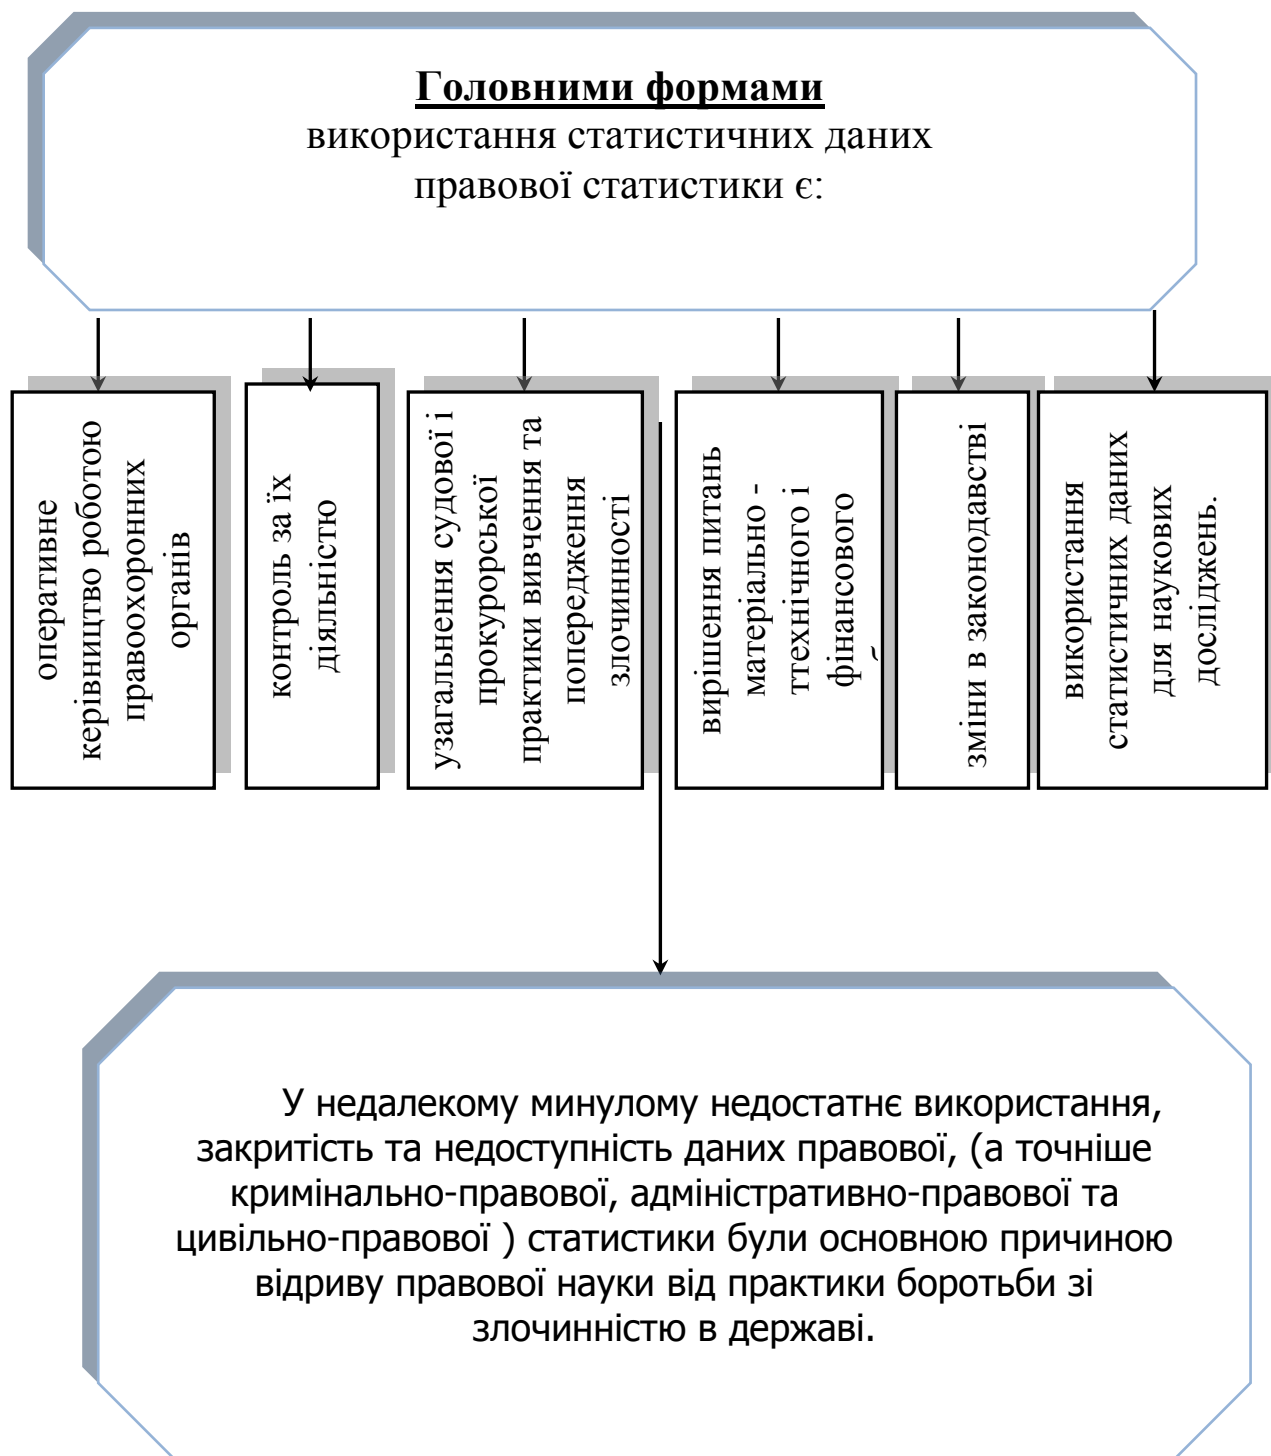 Головними формами
використання статистичних даних
правової статистики є:
оперативне
керівництво роботою
правоохоронних
органів
контроль за їх
діяльністю
узагальнення судової і
прокурорської
практики вивчення та
попередження
злочинності
вирішення питань
матеріально -
ттехнічного і
фінансового
зміни в законодавстві
використання
статистичних даних
для наукових
досліджень.
У недалекому минулому недостатнє використання,
закритість та недоступність даних правової, (а точніше
кримінально-правової, адміністративно-правової та
цивільно-правової ) статистики були основною причиною
відриву правової науки від практики боротьби зі
злочинністю в державі.